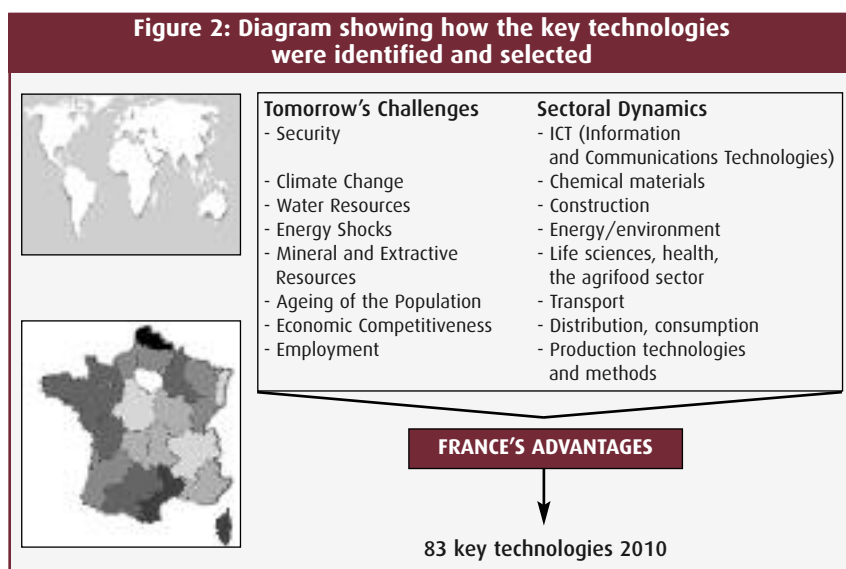 Figure 2: Diagram showing how the key technologies
were identified and selected
Tomorrow's Challenges
- Security
- Climate Change
- Water Resources
- Energy Shocks
- Mineral and Extractive
Resources
- Ageing of the Population
- Economic Competitiveness
- Employment
Sectoral Dynamics
- ICT (Information
and Communications Technologies)
- Chemical materials
- Construction
- Energy/environment
- Life sciences, health,
the agrifood sector
- Transport
- Distribution, consumption
- Production technologies
and methods
FRANCE'S ADVANTAGES
83 key technologies 2010